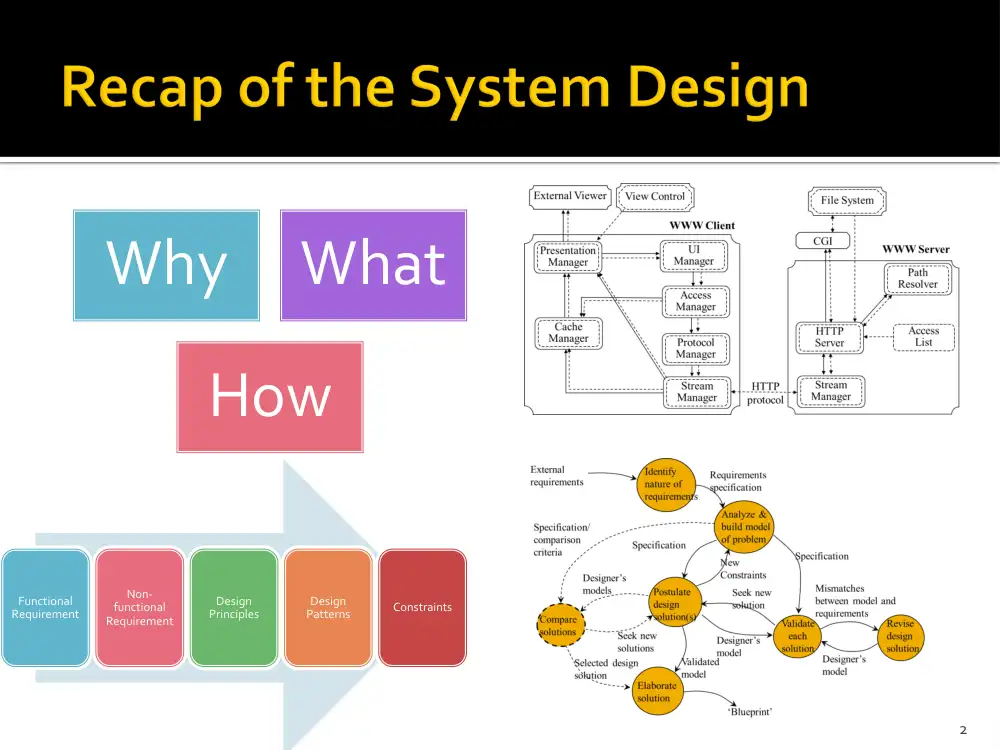 Recap of the System Design
Why
What
How
Functional
Requirement
Non-
functional
Requirement
Design
Principles
Design
Patterns
Constraints
External Viewer
View Control
WWW Client
Presentation
Manager
UI
Manager
Access
Manager
Cache
Manager
Protocol
Manager
Stream
Manager
HTTP
protocol
File System
CGI
WWW Server
Path
Resolver
HTTP
Server
Access
List
Stream
Manager
External
requirements
Identify
nature of
requirements
Requirements
specification
Analyze &
build model
of problem
Specification/
comparison
criteria
Specification
Specification
New
Constraints
Designer's
models
Postulate
design
solution(s)
Seek new
solution
Mismatches
between model and
requirements
Compare
solutions
Validate
each
solution
Revise
design
solution
Seek new
solutions
Designer's
model
Designer's
model
Selected design
solution
Validated
model
Elaborate
solution
'Blueprint'
2